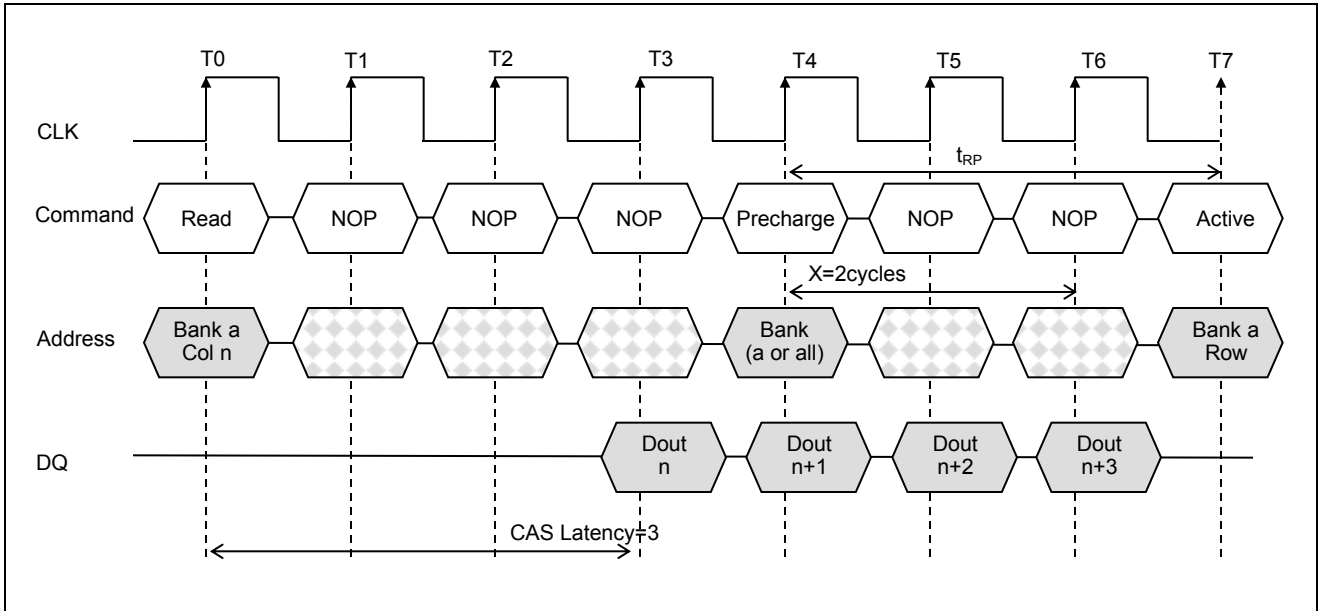 T0 T1 T2 T3 T4 T5 T6 T7
CLK
tRP
Command Read NOP NOP NOP Precharge NOP NOP Active
X=2cycles
Address
Bank a
Col n
Bank
(a or all)
Bank a
Row
DQ
Dout
n
Dout
n+1
Dout
n+2
Dout
n+3
CAS Latency=3